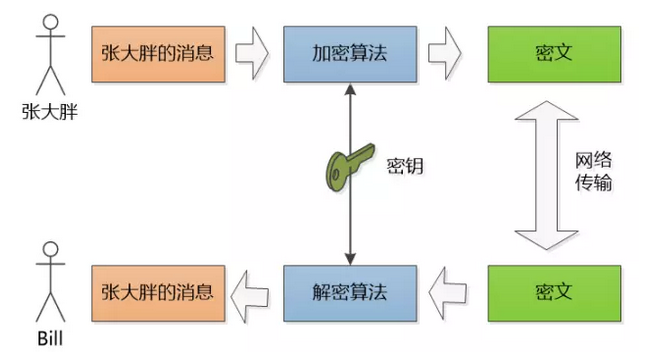 张大胖的消息
加密算法
密文
张大胖
密钥
网络
传输
张大胖的消息
解密算法
密文
Bill